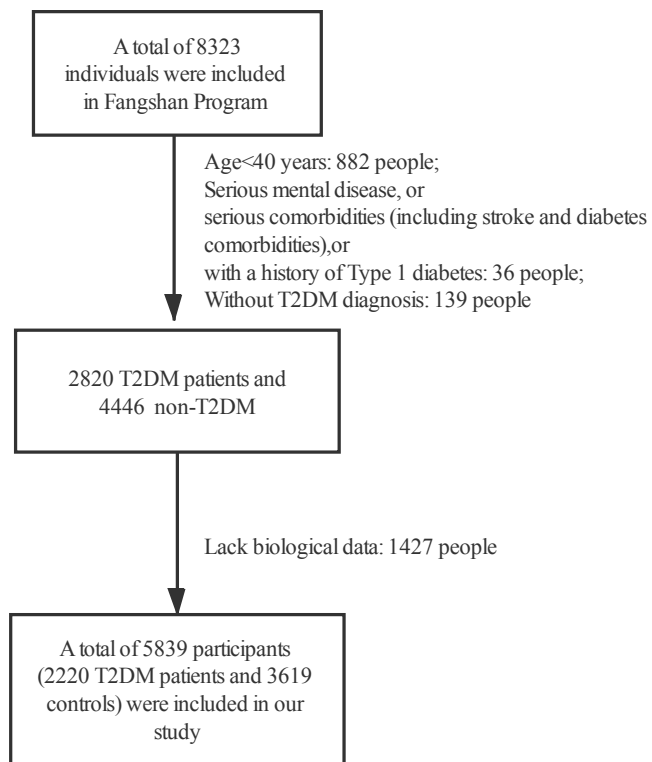 A total of 8323
individuals were included
in Fangshan Program
Age<40 years: 882 people;
Serious mental disease, or
serious comorbidities (including stroke and diabetes
comorbidities),or
with a history of Type 1 diabetes: 36 people;
Without T2DM diagnosis: 139 people
2820 T2DM patients and
4446 non-T2DM
Lack biological data: 1427 people
A total of 5839 participants
(2220 T2DM patients and 3619
controls) were included in our
study